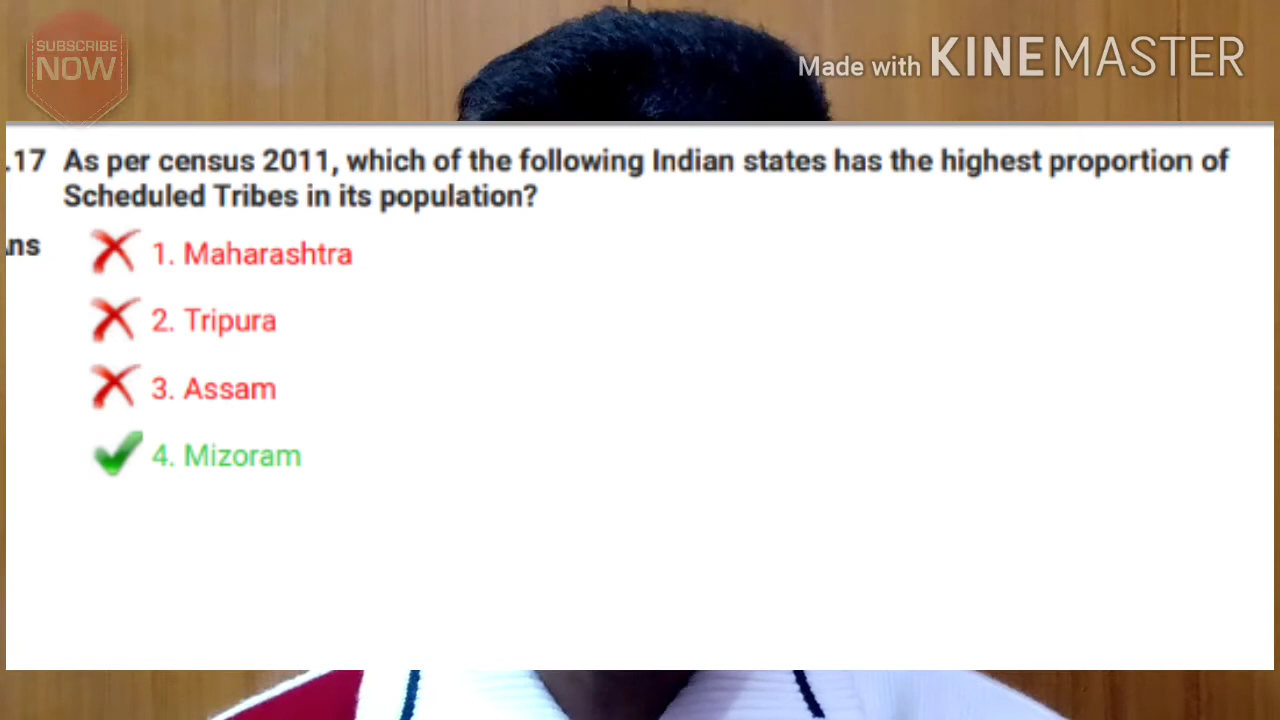 SUBSCRIBE
NOW
Made with KINEMASTER
.17 As per census 2011, which of the following Indian states has the highest proportion of
Scheduled Tribes in its population?
Ans
1. Maharashtra
2. Tripura
3. Assam
4. Mizoram